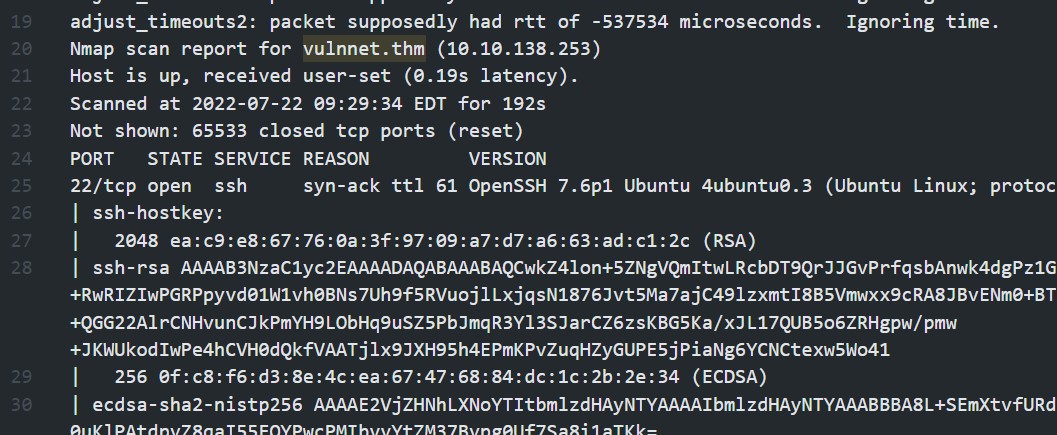 19 adjust_timeouts2: packet supposedly had rtt of -537534 microseconds.  Ignoring time.
20 Nmap scan report for vulnnet.thm (10.10.138.253)
21 Host is up, received user-set (0.19s latency).
22 Scanned at 2022-07-22 09:29:34 EDT for 192s
23 Not shown: 65533 closed tcp ports (reset)
24 PORT   STATE SERVICE REASON         VERSION
25 22/tcp open  ssh     syn-ack ttl 61 OpenSSH 7.6p1 Ubuntu 4ubuntu0.3 (Ubuntu Linux; protoc
26 | ssh-hostkey:
27 |   2048 ea:c9:e8:67:76:0a:3f:97:09:a7:d7:a6:63:ad:c1:2c (RSA)
28 | ssh-rsa AAAAB3NzaC1yc2EAAAADAQABAAABAQCwkZ4lon+5ZNgVQmItwLRcbDT9QrJJGvPrfqsbAnwk4dgPz1G
+RwRIZIwPGRPpyvd01W1vh0BNs7Uh9f5RVuojlLxjqsN1876Jvt5Ma7ajC49lzxmtI8B5Vmwxx9cRA8JBvENm0+BT
+QGG22AlrCNHvunCJkPmYH9LObHq9uSZ5PbJmqR3Yl3SJarCZ6zsKBG5Ka/xJL17QUB5o6ZRHgpw/pmw
+JKWUkodIwPe4hCVH0dQkfVAATjlx9JXH95h4EPmKPvZuqHZyGUPE5jPiaNg6YCNCtexw5Wo41
29 |   256 0f:c8:f6:d3:8e:4c:ea:67:47:68:84:dc:1c:2b:2e:34 (ECDSA)
30 | ecdsa-sha2-nistp256 AAAAE2VjZHNhLXNoYTItbmlzdHAyNTYAAAAIbmlzdHAyNTYAAABBBA8L+SEmXtvfURd